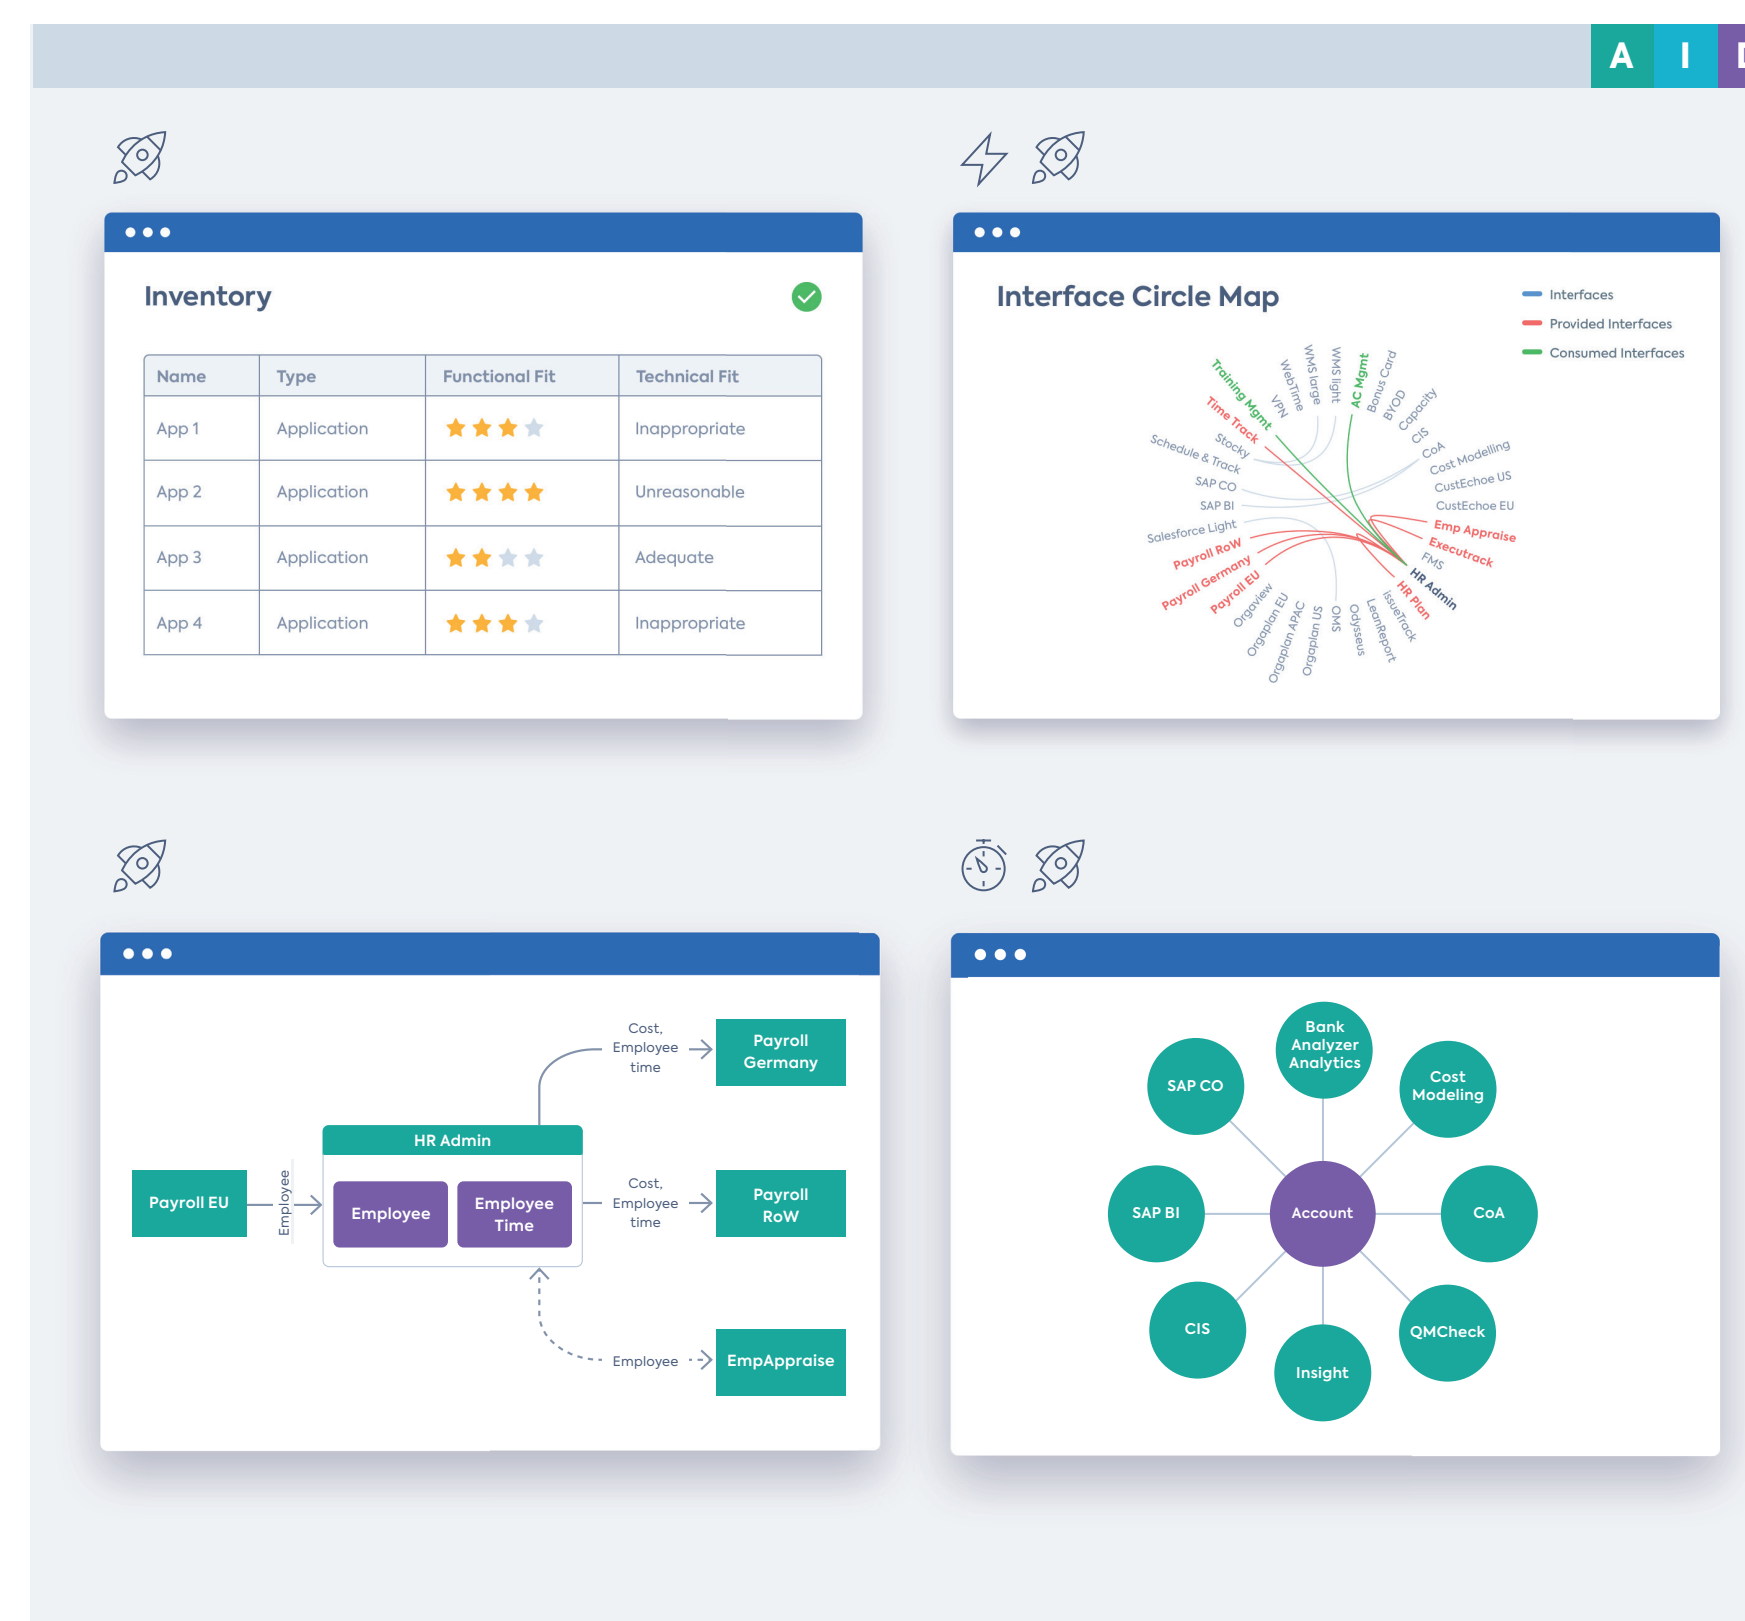 A I D
Inventory
Name Type Functional Fit Technical Fit
App 1 Application Inappropriate
App 2 Application Unreasonable
App 3 Application Adequate
App 4 Application Inappropriate
Interface Circle Map
Interfaces
Provided Interfaces
Consumed Interfaces
AC Mgmt
Bonus Card
BYOD
Capacity
CIS
CoA
Cost Modelling
CustEchoe US
CustEchoe EU
Emp Appraise
Executrack
FMS
HR Admin
HR Plan
issueTrack
LeanReport
Odysseus
OMS
Orgaplan US
Orgaplan APAC
Orgaplan EU
Orgaview
Payroll EU
Payroll Germany
Payroll RoW
Salesforce Light
SAP BI
SAP CO
Schedule & Track
Stocky
Time Track
Training Mgmt
VPN
WebTime
WMS large
WMS light
Payroll EU
Employee
HR Admin
Employee
Employee
Time
Cost,
Employee
time
Payroll
Germany
Cost,
Employee
time
Payroll
RoW
Employee
EmpAppraise
Bank
Analyzer
Analytics
Cost
Modeling
CoA
QMCheck
Insight
CIS
SAP BI
SAP CO
Account